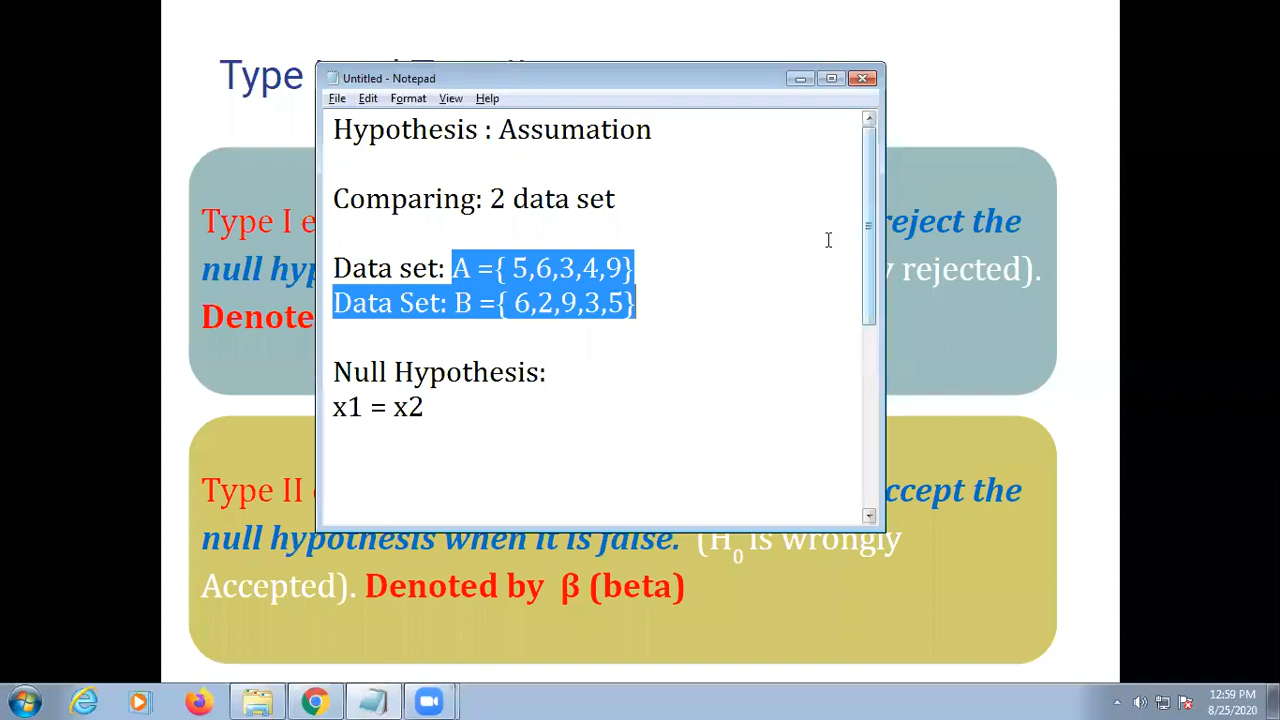 Type
Untitled - Notepad
File Edit Format View Help
Hypothesis : Assumation
Comparing: 2 data set
Data set: A ={ 5,6,3,4,9}
Data Set: B ={ 6,2,9,3,5}
Null Hypothesis:
x1 = x2
Type I e reject the
null hyp y rejected).
Denote
Type II ccept the
null hypothesis when it is false. (H0 is wrongly
Accepted). Denoted by β (beta)
12:59 PM
8/25/2020